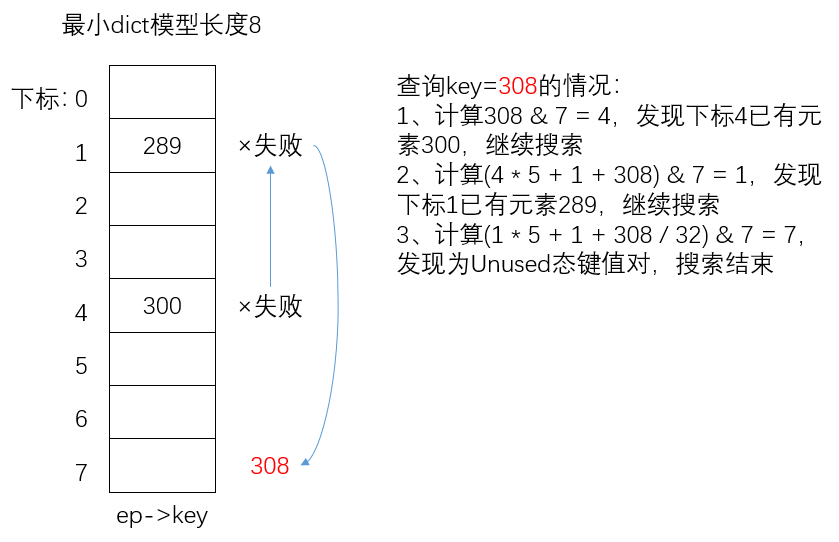 最小dict模型长度8
下标：0
1
2
3
4
5
6
7
289
300
×失败
×失败
308
ep->key
查询key=308的情况：
1、计算308 & 7 = 4，发现下标4已有元
素300，继续搜索
2、计算(4 * 5 + 1 + 308) & 7 = 1，发现
下标1已有元素289，继续搜索
3、计算(1 * 5 + 1 + 308 / 32) & 7 = 7，
发现为Unused态键值对，搜索结束